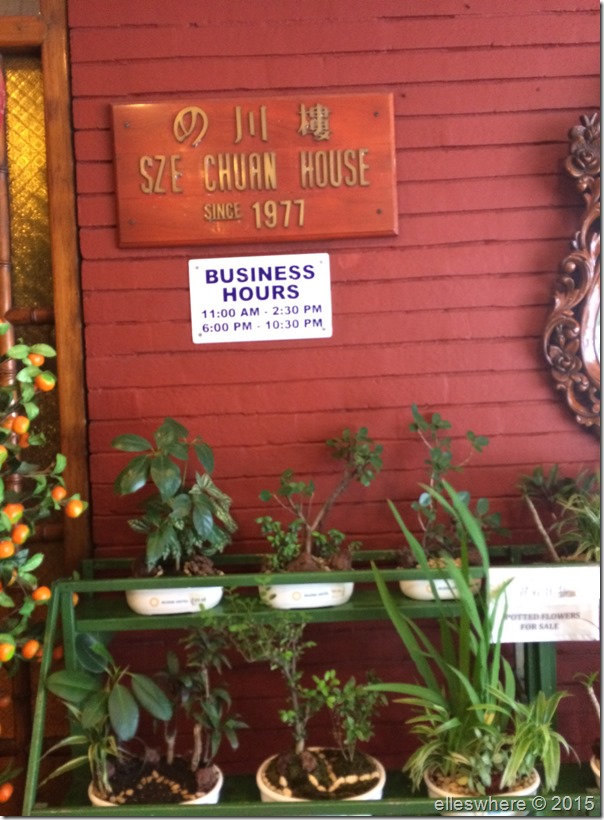 の川樓
SZE CHUAN HOUSE
SINCE 1977
BUSINESS
HOURS
11:00 AM - 2:30 PM
6:00 PM - 10:30 PM
POTTED FLOWERS
FOR SALE
elleswhere © 2015